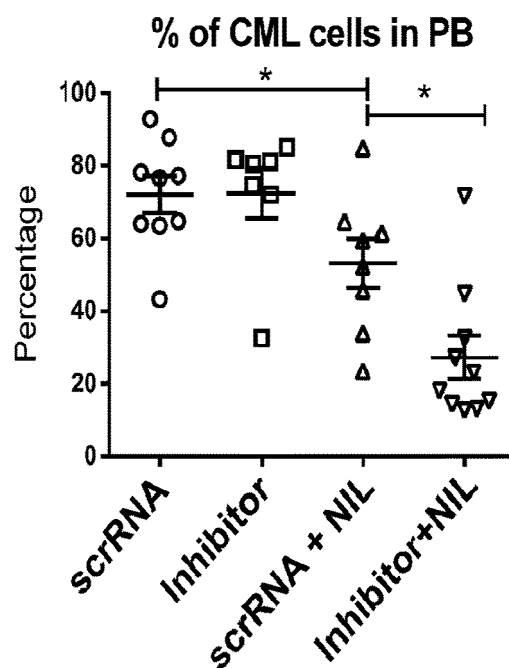 % of CML cells in PB
*
*
100
80
60
40
20
0
Percentage
scrRNA
Inhibitor
scrRNA + NIL
Inhibitor+NIL